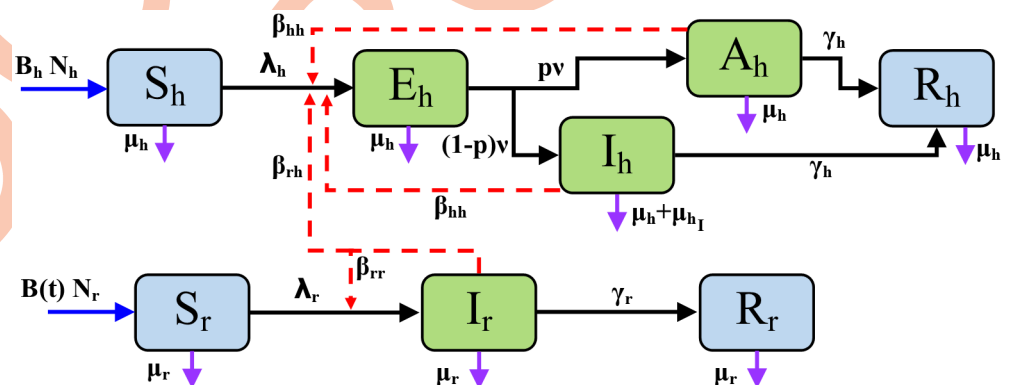 β_hh
γ_h
B_h N_h
S_h
λ_h
E_h
pν
A_h
R_h
μ_h
μ_h
(1-p)ν
I_h
μ_h
μ_h
β_rh
γ_h
β_hh
μ_h+μ_h_I
β_rr
B(t) N_r
S_r
λ_r
I_r
γ_r
R_r
μ_r
μ_r
μ_r